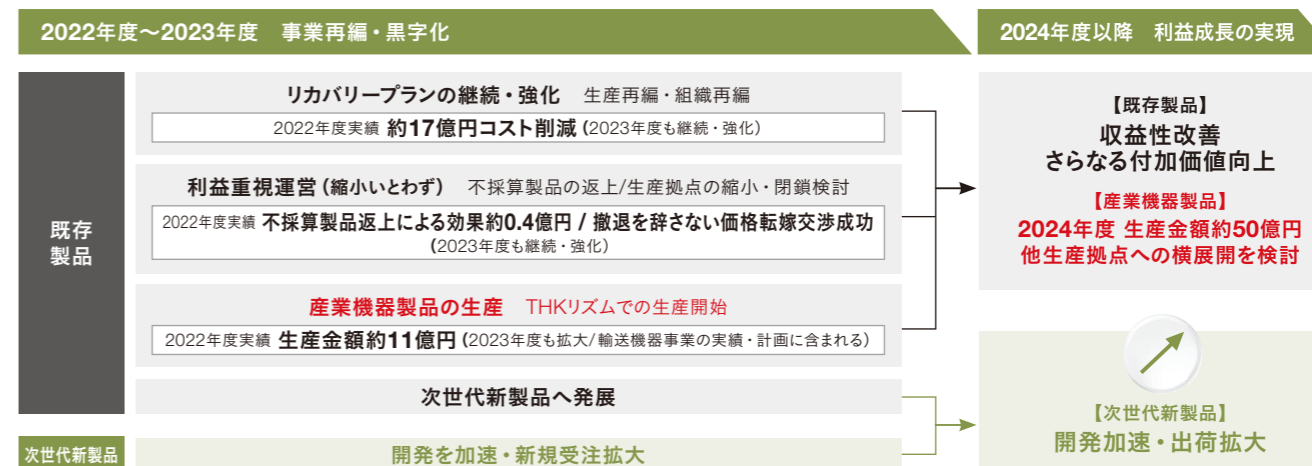 2022年度～2023年度　事業再編・黒字化
2024年度以降　利益成長の実現
既存
製品
リカバリープランの継続・強化　生産再編・組織再編
2022年度実績 約17億円コスト削減（2023年度も継続・強化）
利益重視運営（縮小いとわず）　不採算製品の返上/生産拠点の縮小・閉鎖検討
2022年度実績 不採算製品返上による効果約0.4億円 / 撤退を辞さない価格転嫁交渉成功
（2023年度も継続・強化）
産業機器製品の生産　THKリズムでの生産開始
2022年度実績 生産金額約11億円（2023年度も拡大/輸送機器事業の実績・計画に含まれる）
次世代新製品へ発展
次世代新製品
開発を加速・新規受注拡大
【既存製品】
収益性改善
さらなる付加価値向上
【産業機器製品】
2024年度 生産金額約50億円
他生産拠点への横展開を検討
【次世代新製品】
開発加速・出荷拡大